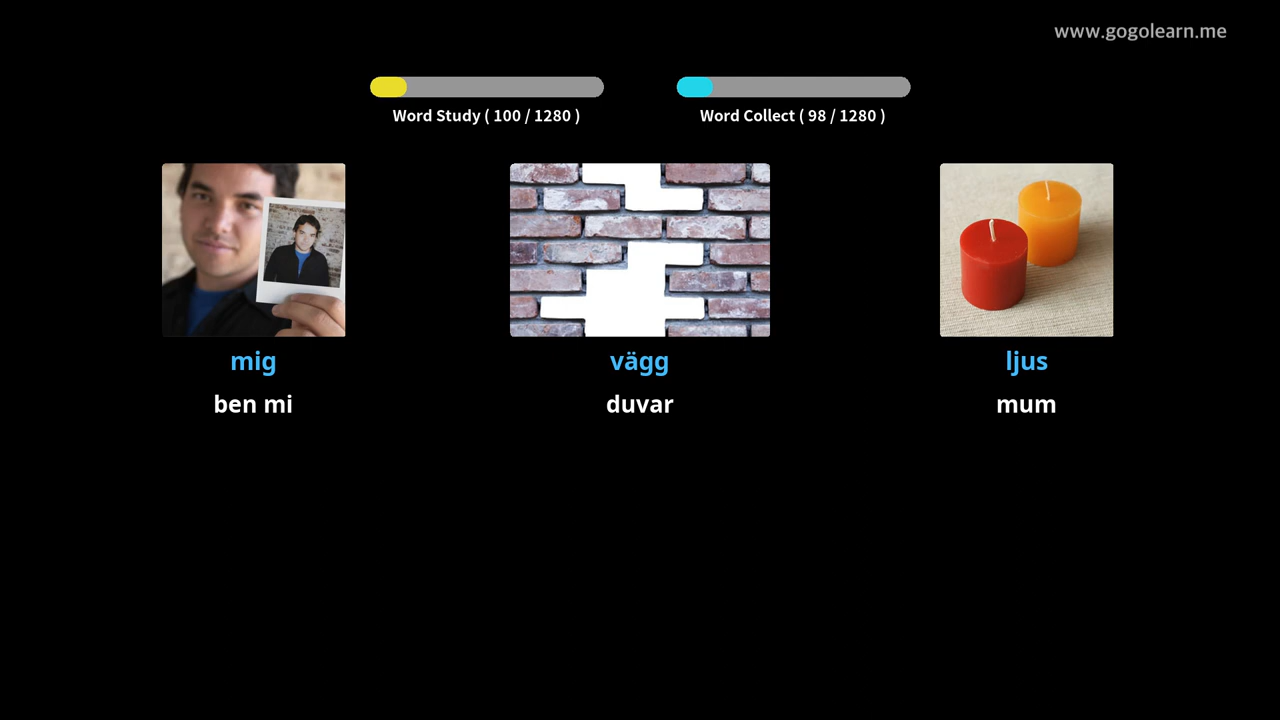 www.gogolearn.me
Word Study ( 100 / 1280 )
Word Collect ( 98 / 1280 )
mig
vägg
ljus
ben mi
duvar
mum